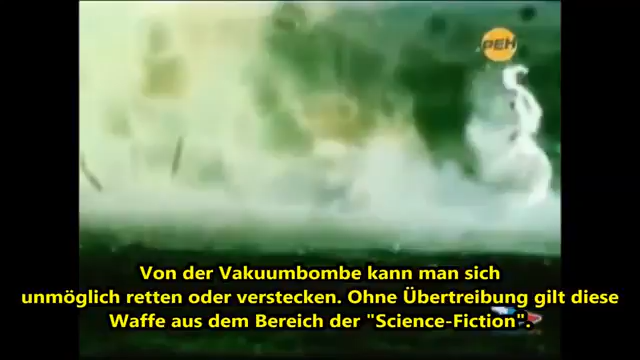 РЕН
Von der Vakuumbombe kann man sich
unmöglich retten oder verstecken. Ohne Übertreibung gilt diese
Waffe aus dem Bereich der "Science-Fiction".